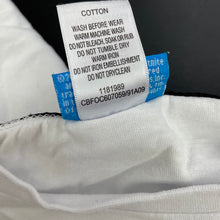 COTTON
WASH BEFORE WEAR
WARM MACHINE WASH
DO NOT BLEACH, SOAK OR RUB
DO NOT TUMBLE DRY
WARM IRON
DO NOT IRON EMBELLISHMENT
DO NOT DRYCLEAN
1181989
CBFOC607059/91A09